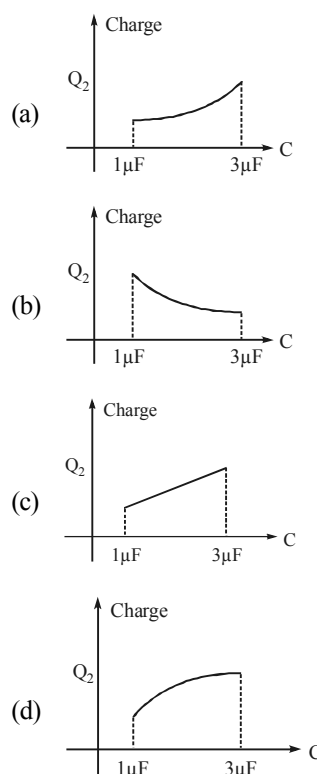 Charge
Q2
(a)
C
1µF 3µF
Charge
Q2
(b)
C
1µF 3µF
Charge
Q2
(c)
C
1µF 3µF
Charge
Q2
(d)
C
1µF 3µF